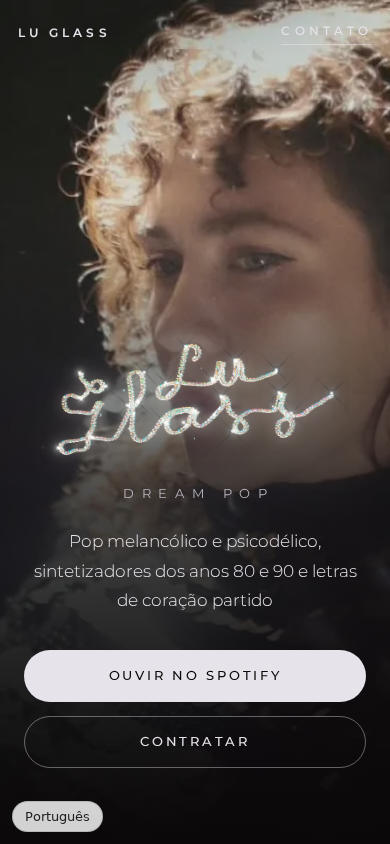 LU GLASS
CONTATO
Lu
Glass
DREAM POP
Pop melancólico e psicodélico,
sintetizadores dos anos 80 e 90 e letras
de coração partido
OUVIR NO SPOTIFY
CONTRATAR
Português